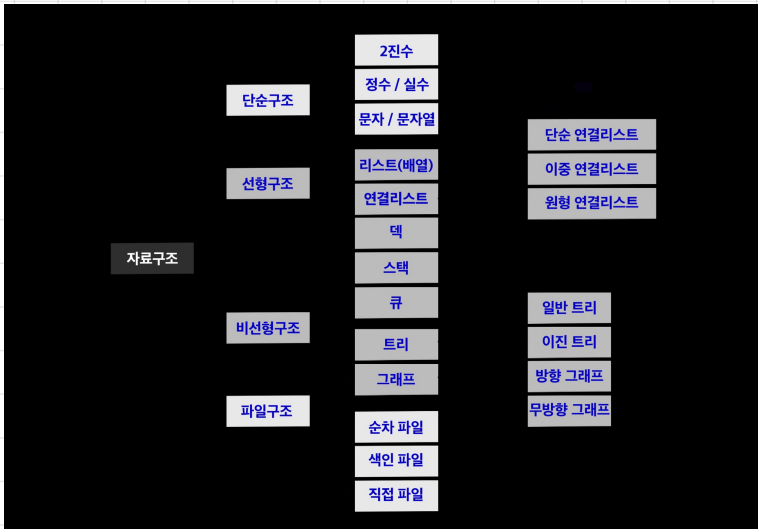 자료구조
단순구조
선형구조
비선형구조
파일구조
2진수
정수 / 실수
문자 / 문자열
리스트(배열)
연결리스트
덱
스택
큐
트리
그래프
순차 파일
색인 파일
직접 파일
단순 연결리스트
이중 연결리스트
원형 연결리스트
일반 트리
이진 트리
방향 그래프
무방향 그래프